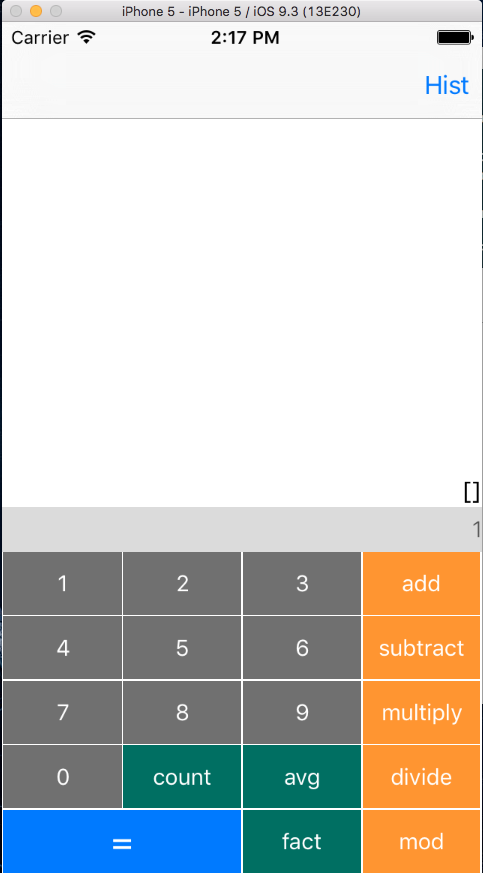 iPhone 5 - iPhone 5 / iOS 9.3 (13E230)
Carrier 2:17 PM
Hist
[]
1
1 2 3 add
4 5 6 subtract
7 8 9 multiply
0 count avg divide
= fact mod